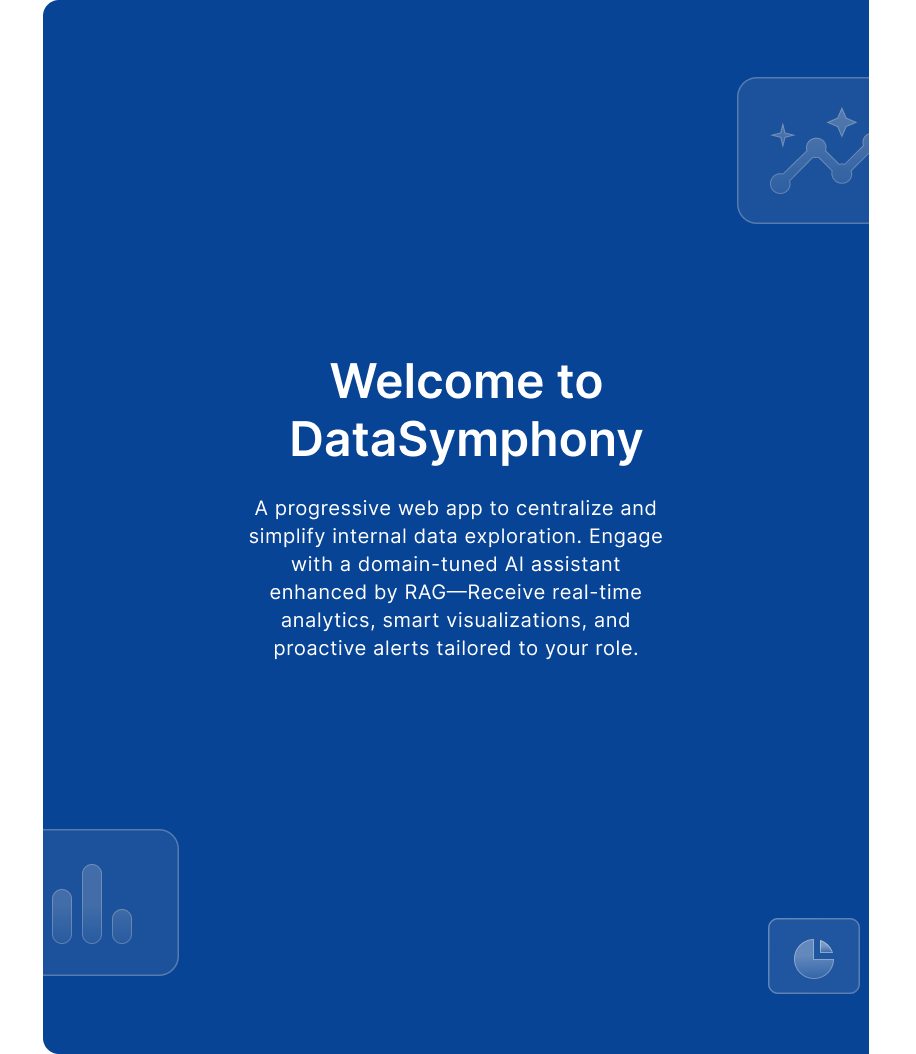 Welcome to
DataSymphony
A progressive web app to centralize and
simplify internal data exploration. Engage
with a domain-tuned AI assistant
enhanced by RAG—Receive real-time
analytics, smart visualizations, and
proactive alerts tailored to your role.